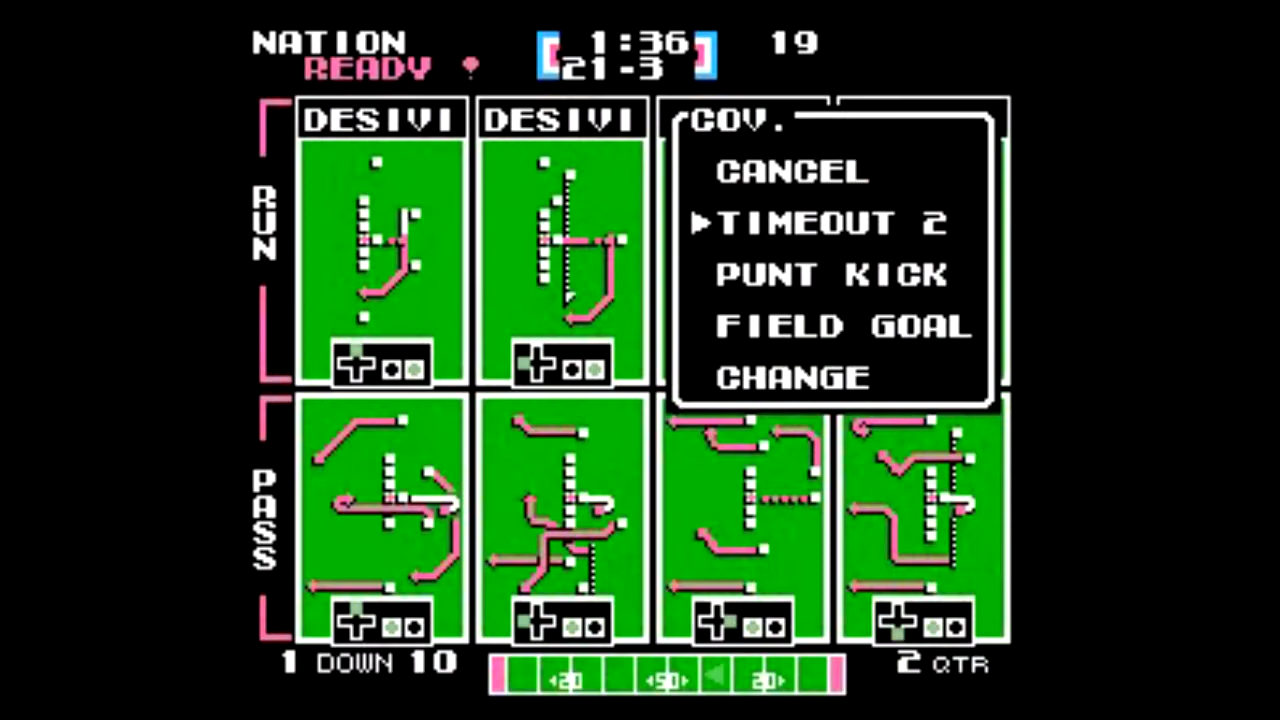 NATION 1:36 19
READY 21-3
DESIVI DESIVI
COV.
CANCEL
TIMEOUT 2
PUNT KICK
FIELD GOAL
CHANGE
RUN
PASS
1 DOWN 10
20 50 20
2 QTR